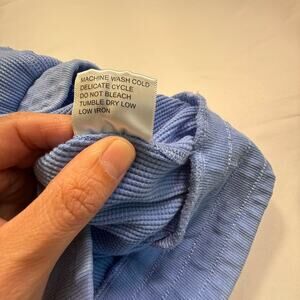 MACHINE WASH COLD
DELICATE CYCLE
DO NOT BLEACH
TUMBLE DRY LOW
LOW IRON